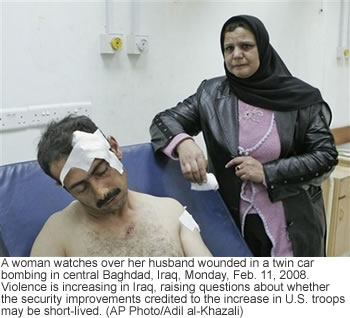 A woman watches over her husband wounded in a twin car
bombing in central Baghdad, Iraq, Monday, Feb. 11, 2008.
Violence is increasing in Iraq, raising questions about whether
the security improvements credited to the increase in U.S. troops
may be short-lived. (AP Photo/Adil al-Khazali)